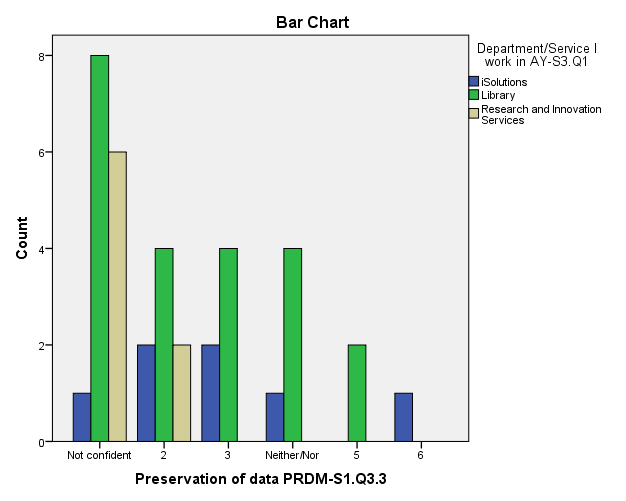 Bar Chart
Department/Service I
work in AY-S3.Q1
iSolutions
Library
Research and Innovation
Services
Count
8
6
4
2
0
Not confident 2 3 Neither/Nor 5 6
Preservation of data PRDM-S1.Q3.3